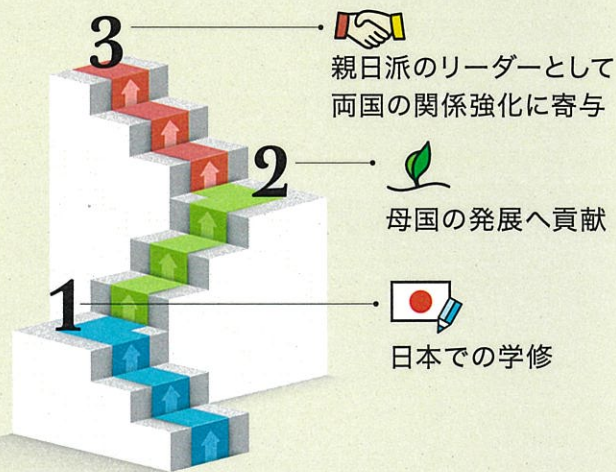 3
親日派のリーダーとして
両国の関係強化に寄与
2
母国の発展へ貢献
1
日本での学修